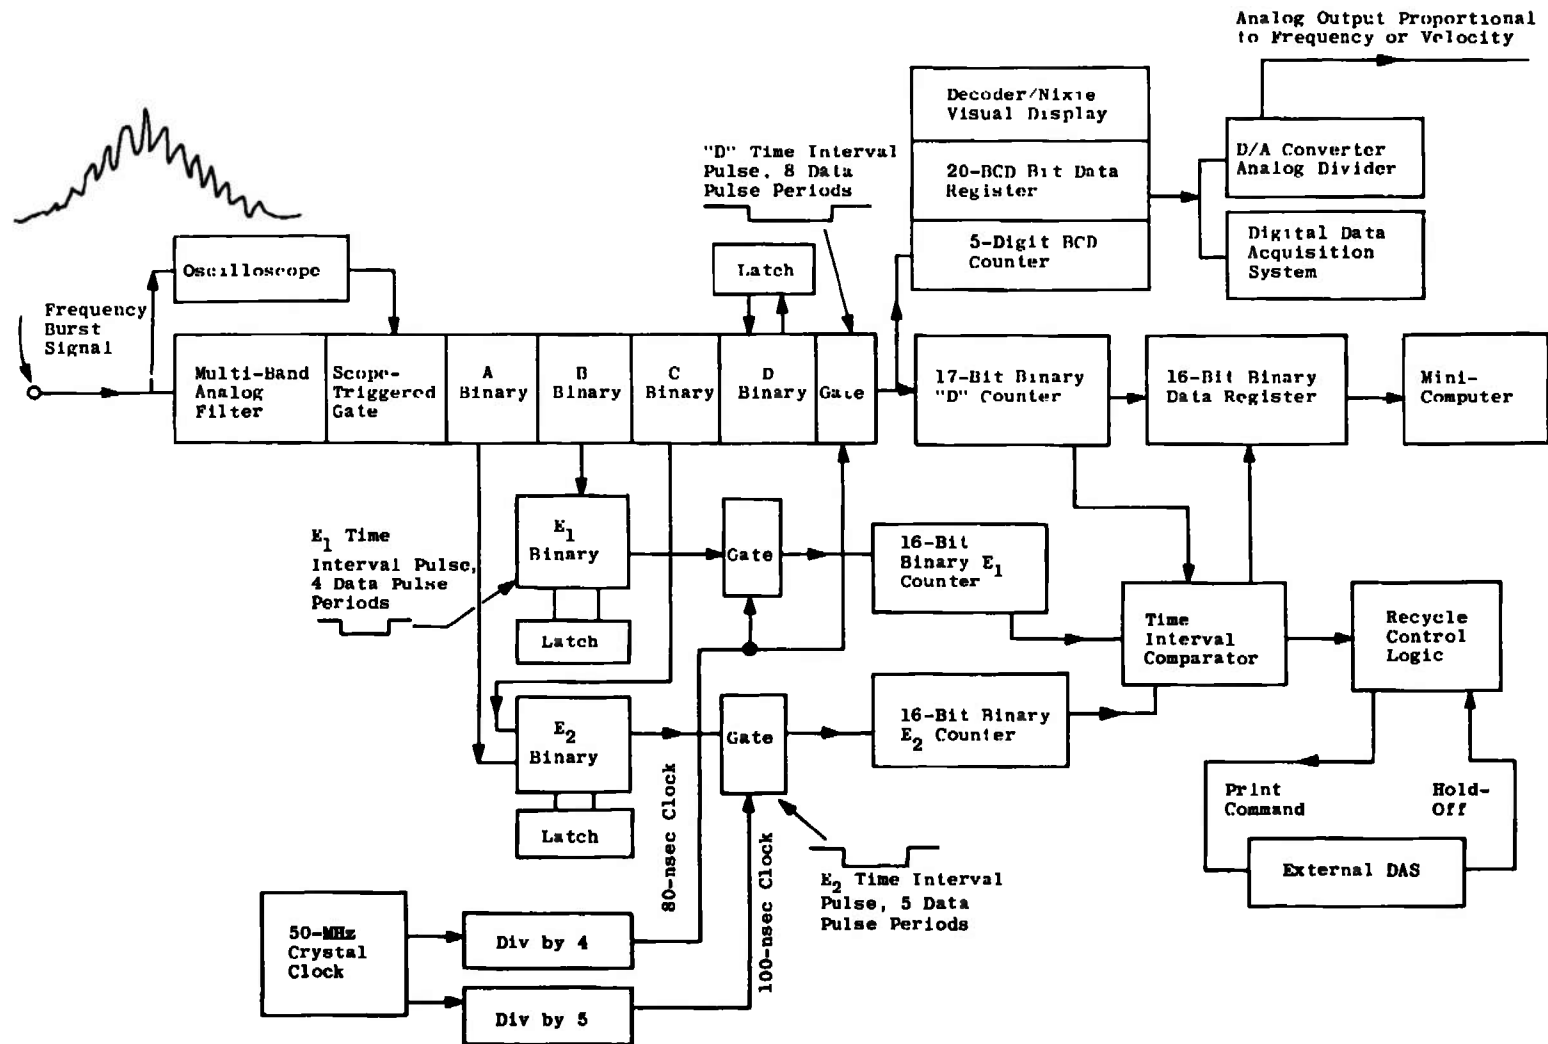 Analog Output Proportional
to Frequency or Velocity
Decoder/Nixie
Visual Display
20-BCD Bit Data
Register
5-Digit BCD
Counter
D/A Converter
Analog Divider
Digital Data
Acquisition
System
"D" Time Interval
Pulse, 8 Data
Pulse Periods
Oscilloscope
Latch
Frequency
Burst
Signal
Multi-Band
Analog
Filter
Scope-
Triggered
Gate
A
Binary
B
Binary
C
Binary
D
Binary
Gate
17-Bit Binary
"D" Counter
16-Bit Binary
Data Register
Mini-
Computer
E1 Time
Interval Pulse,
4 Data Pulse
Periods
E1
Binary
Latch
Gate
16-Bit
Binary E1
Counter
Time
Interval
Comparator
Recycle
Control
Logic
E2
Binary
Latch
Gate
16-Bit Binary
E2 Counter
Print
Command
Hold-
Off
External DAS
80-nsec Clock
100-nsec Clock
E2 Time Interval
Pulse, 5 Data
Pulse Periods
50-MHz
Crystal
Clock
Div by 4
Div by 5